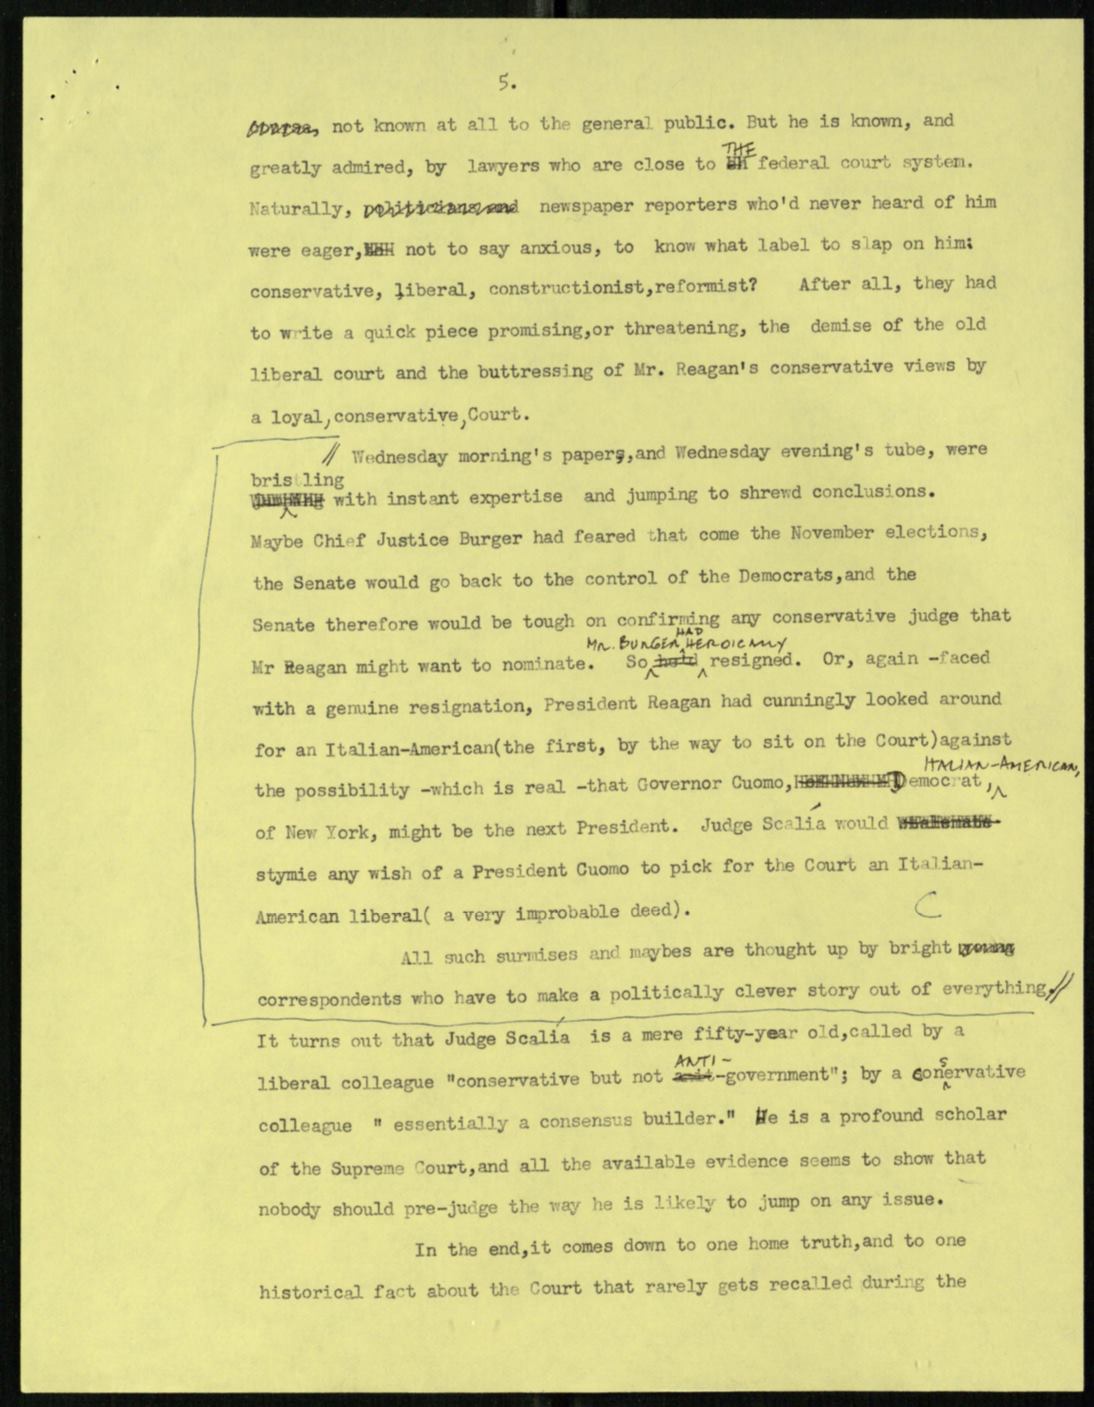 5.
not known at all to the general public. But he is known, and
greatly admired, by lawyers who are close to THE federal court system.
Naturally, politicians and newspaper reporters who'd never heard of him
were eager, not to say anxious, to know what label to slap on him:
conservative, liberal, constructionist,reformist? After all, they had
to write a quick piece promising,or threatening, the demise of the old
liberal court and the buttressing of Mr. Reagan's conservative views by
a loyal,conservative,Court.
// Wednesday morning's papers,and Wednesday evening's tube, were
bristling
with instant expertise and jumping to shrewd conclusions.
Maybe Chief Justice Burger had feared that come the November elections,
the Senate would go back to the control of the Democrats,and the
Senate therefore would be tough on confirming any conservative judge that
MR. BURGER HAD HEROICALLY
Mr Reagan might want to nominate. So resigned. Or, again -faced
with a genuine resignation, President Reagan had cunningly looked around
for an Italian-American(the first, by the way to sit on the Court)against
ITALIAN-AMERICAN,
the possibility -which is real -that Governor Cuomo, Democrat,
of New York, might be the next President. Judge Scalía would
stymie any wish of a President Cuomo to pick for the Court an Italian-
American liberal( a very improbable deed).
C
All such surmises and maybes are thought up by bright young
correspondents who have to make a politically clever story out of everything.//
It turns out that Judge Scalía is a mere fifty-year old,called by a
ANTI-
liberal colleague "conservative but not anit-government"; by a conservative
colleague " essentially a consensus builder." He is a profound scholar
of the Supreme Court,and all the available evidence seems to show that
nobody should pre-judge the way he is likely to jump on any issue.
In the end,it comes down to one home truth,and to one
historical fact about the Court that rarely gets recalled during the